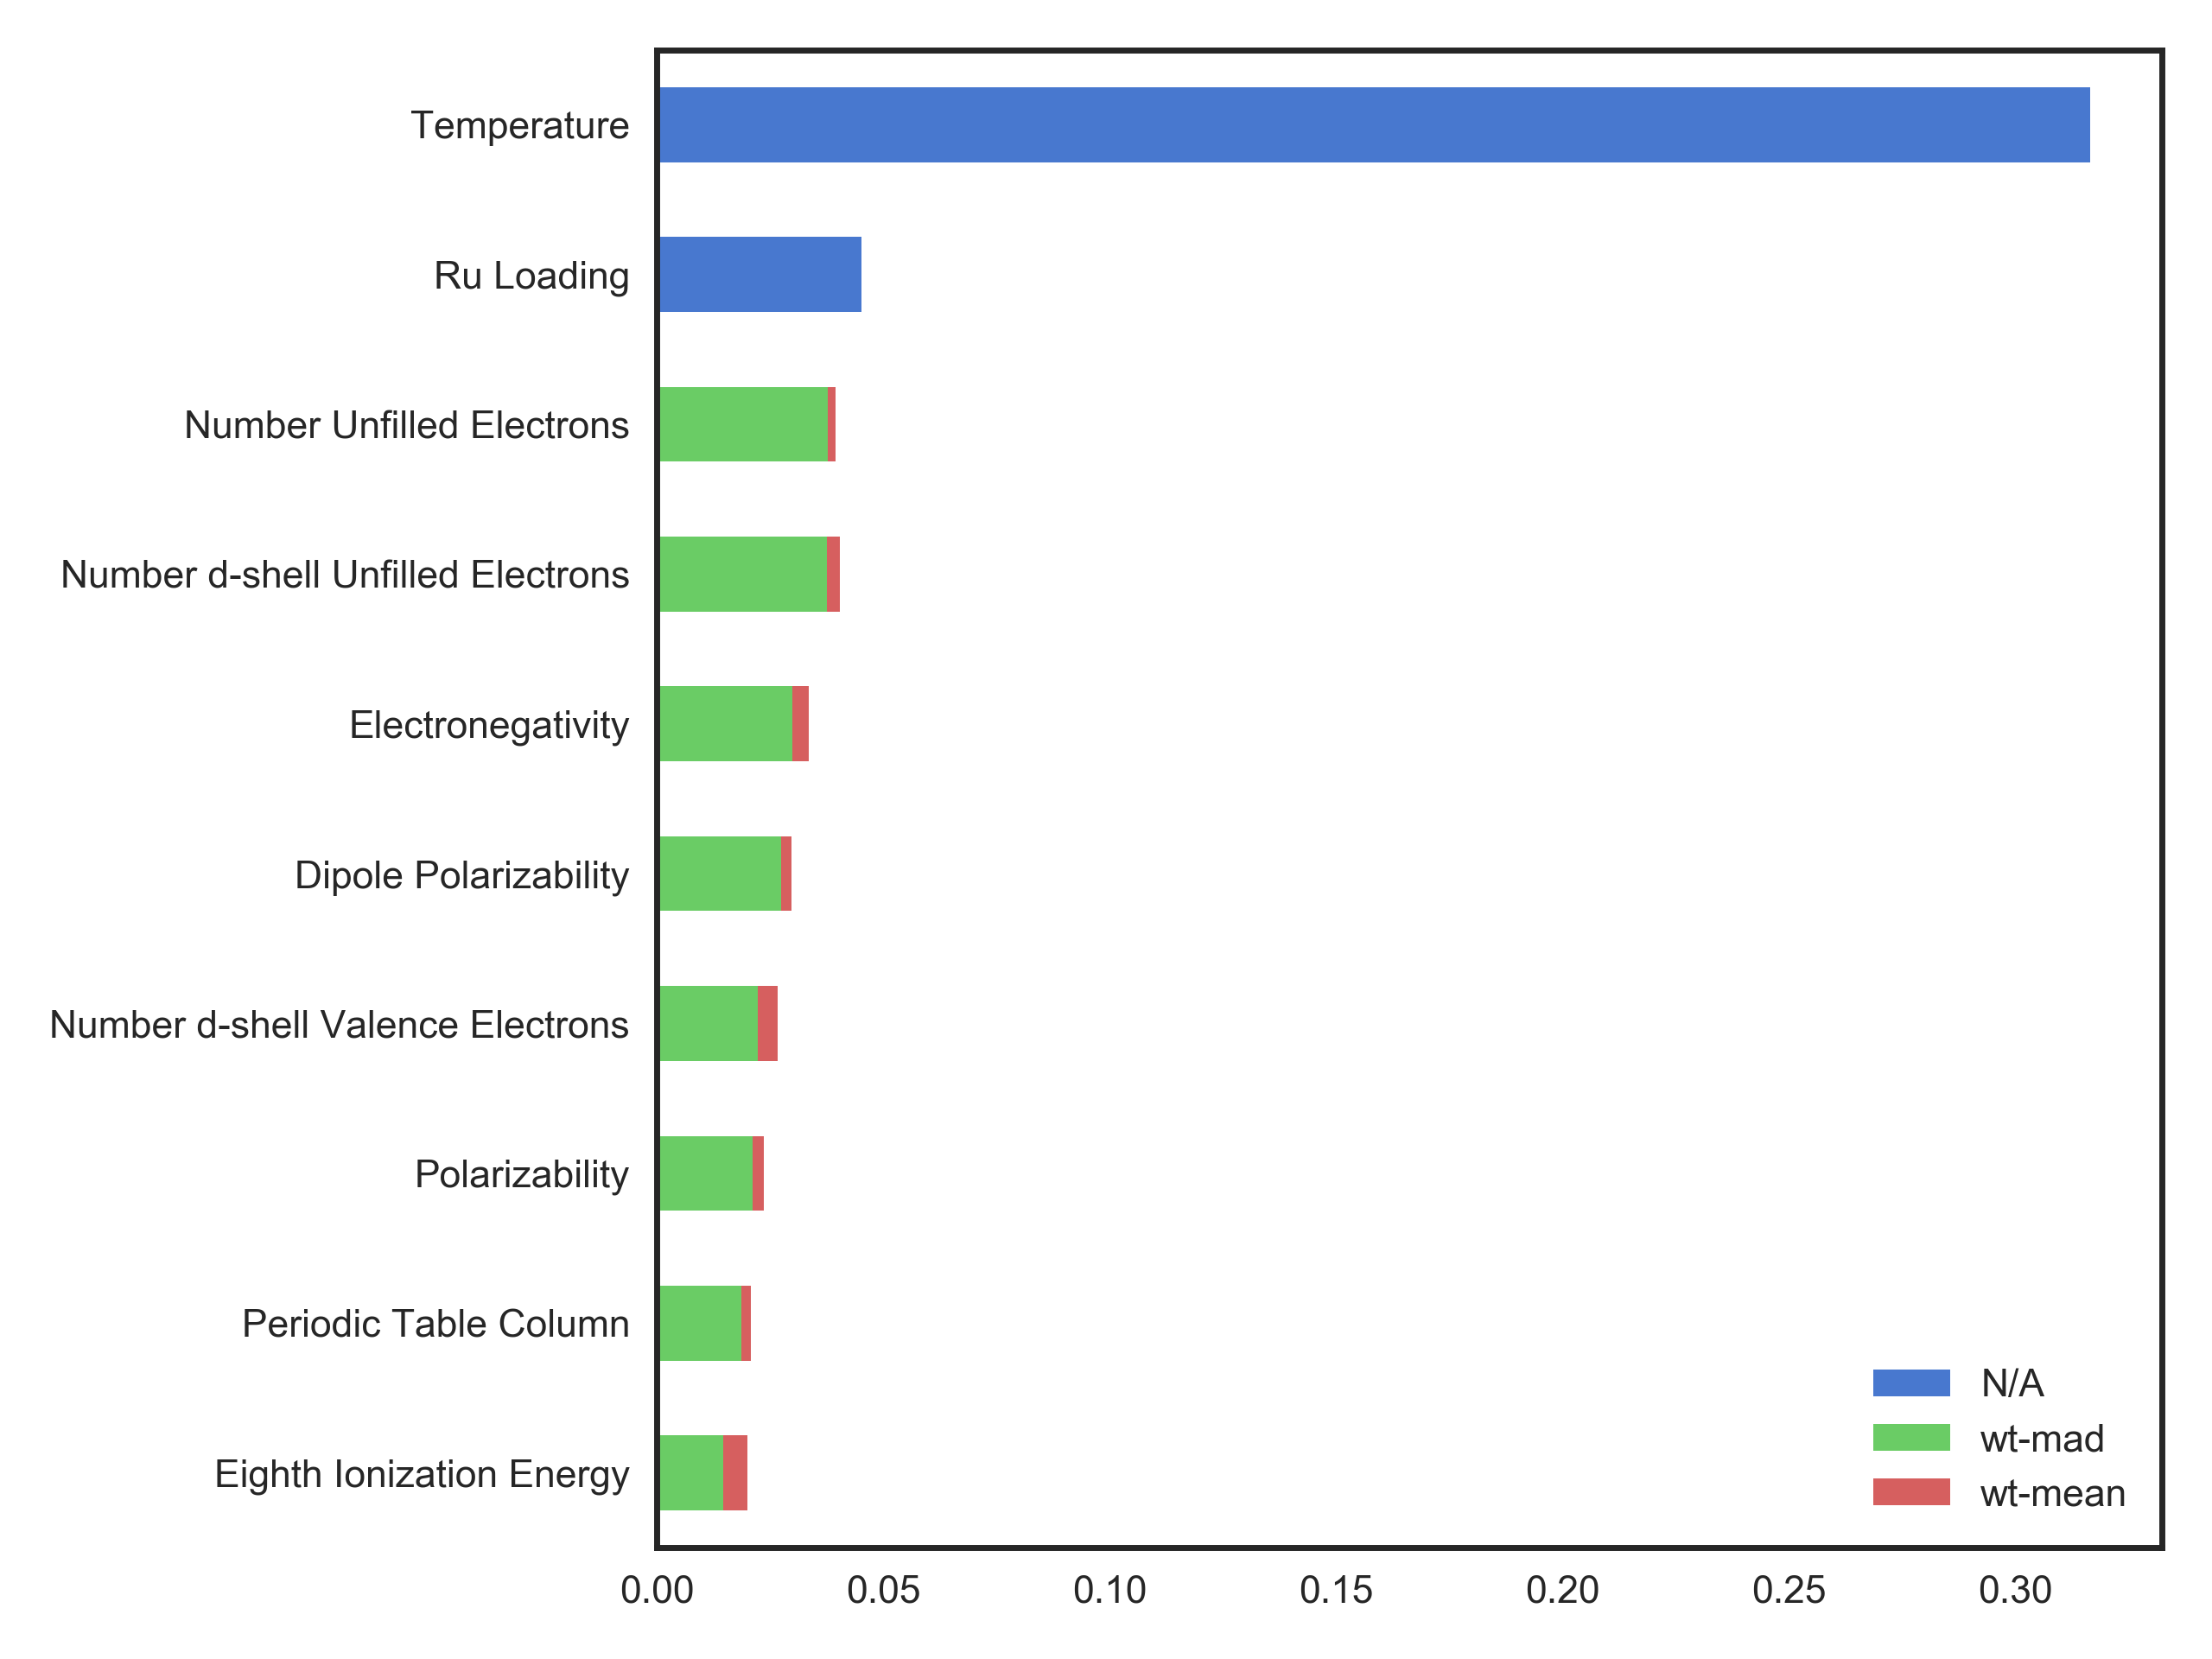 Temperature
Ru Loading
Number Unfilled Electrons
Number d-shell Unfilled Electrons
Electronegativity
Dipole Polarizability
Number d-shell Valence Electrons
Polarizability
Periodic Table Column
Eighth Ionization Energy
N/A
wt-mad
wt-mean
0.00 0.05 0.10 0.15 0.20 0.25 0.30